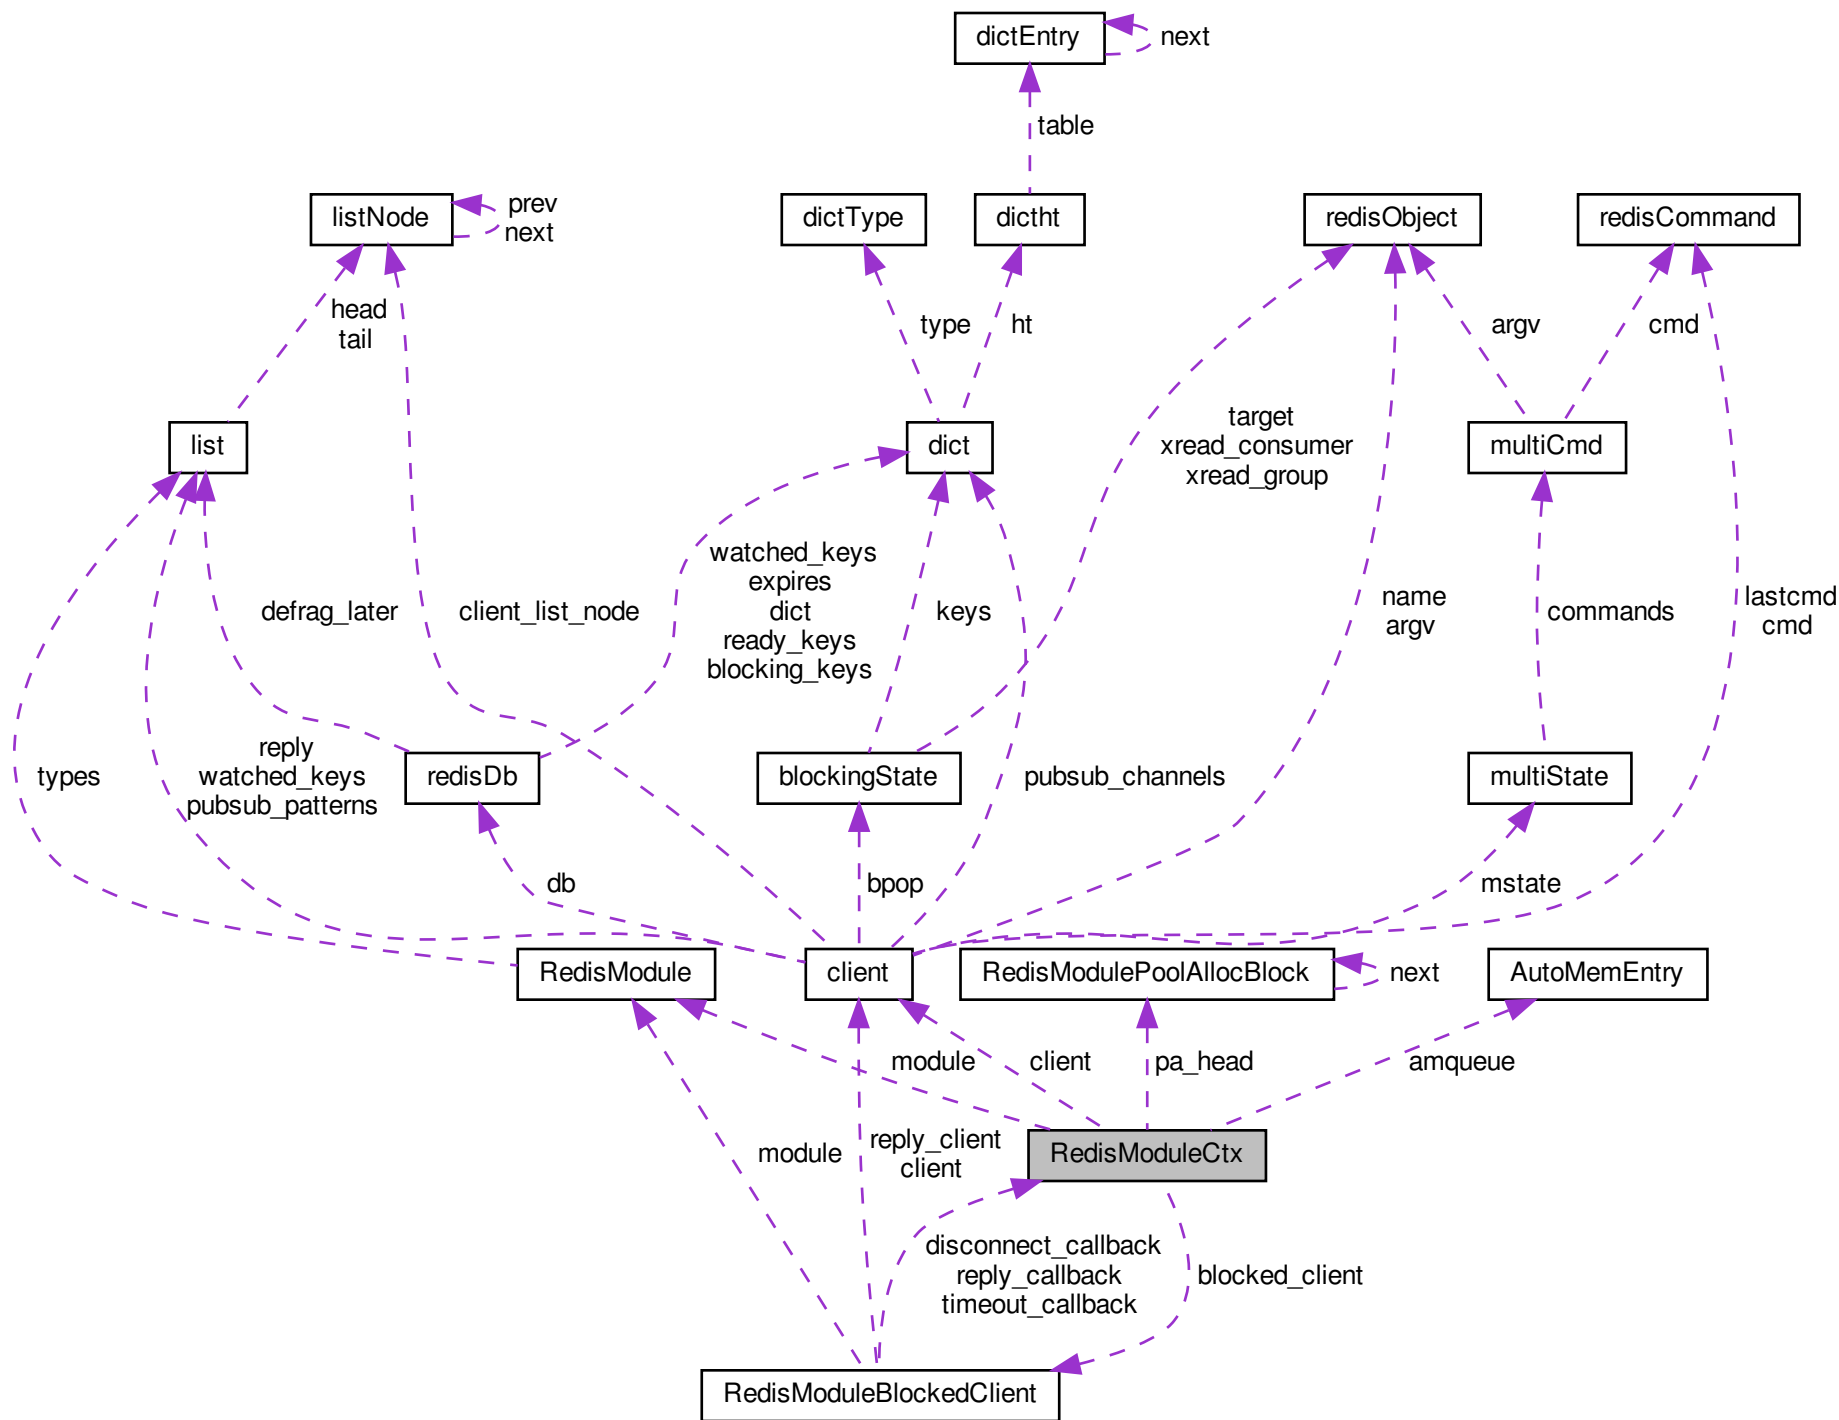 dictEntry
next
table
listNode
prev
next
dictType
dictht
redisObject
redisCommand
head
tail
type
ht
argv
cmd
list
dict
target
xread_consumer
xread_group
multiCmd
defrag_later
client_list_node
watched_keys
expires
dict
ready_keys
blocking_keys
keys
name
argv
commands
lastcmd
cmd
types
reply
watched_keys
pubsub_patterns
redisDb
blockingState
pubsub_channels
multiState
db
bpop
mstate
RedisModule
client
RedisModulePoolAllocBlock
next
AutoMemEntry
module
client
pa_head
amqueue
module
reply_client
client
RedisModuleCtx
disconnect_callback
reply_callback
timeout_callback
blocked_client
RedisModuleBlockedClient